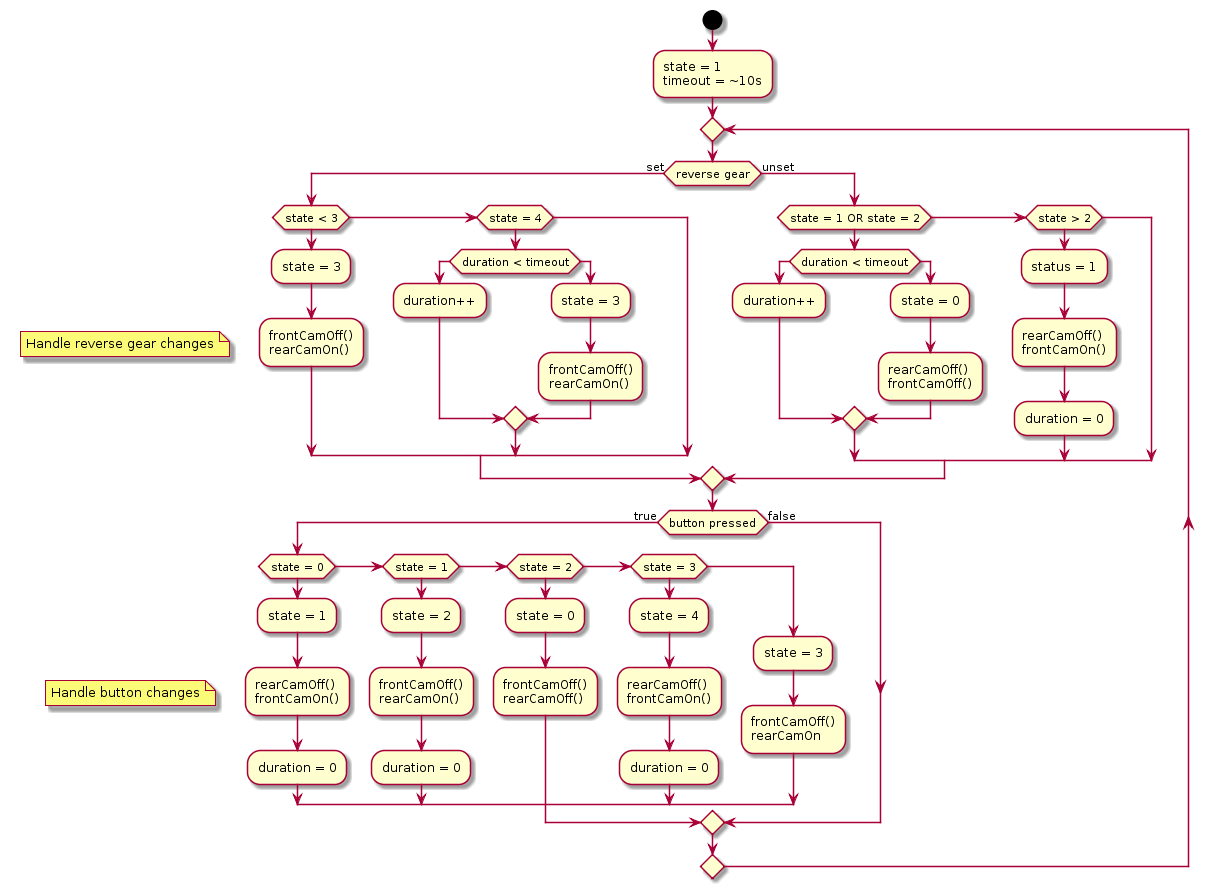 state = 1
timeout = ~10s
set
reverse gear
unset
state < 3
state = 4
state = 1 OR state = 2
state > 2
state = 3
duration < timeout
duration < timeout
status = 1
duration++
state = 3
duration++
state = 0
Handle reverse gear changes
frontCamOff()
rearCamOn()
frontCamOff()
rearCamOn()
rearCamOff()
frontCamOff()
rearCamOff()
frontCamOn()
duration = 0
true
button pressed
false
state = 0
state = 1
state = 2
state = 3
state = 1
state = 2
state = 0
state = 4
state = 3
Handle button changes
rearCamOff()
frontCamOn()
frontCamOff()
rearCamOn()
frontCamOff()
rearCamOff()
rearCamOff()
frontCamOn()
frontCamOff()
rearCamOn
duration = 0
duration = 0
duration = 0